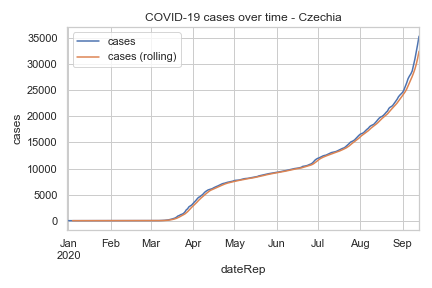 COVID-19 cases over time - Czechia
cases
cases (rolling)
35000
30000
25000
20000
15000
10000
5000
0
cases
Jan Feb Mar Apr May Jun Jul Aug Sep
2020
dateRep